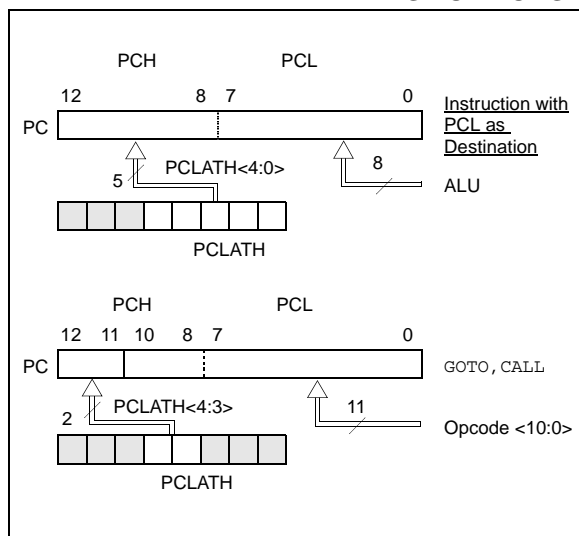 PCH PCL
12 8 7 0
Instruction with
PCL as
Destination
PC
PCLATH<4:0>
5
8
ALU
PCLATH
PCH PCL
12 11 10 8 7 0
PC
GOTO, CALL
PCLATH<4:3>
2
11
Opcode <10:0>
PCLATH